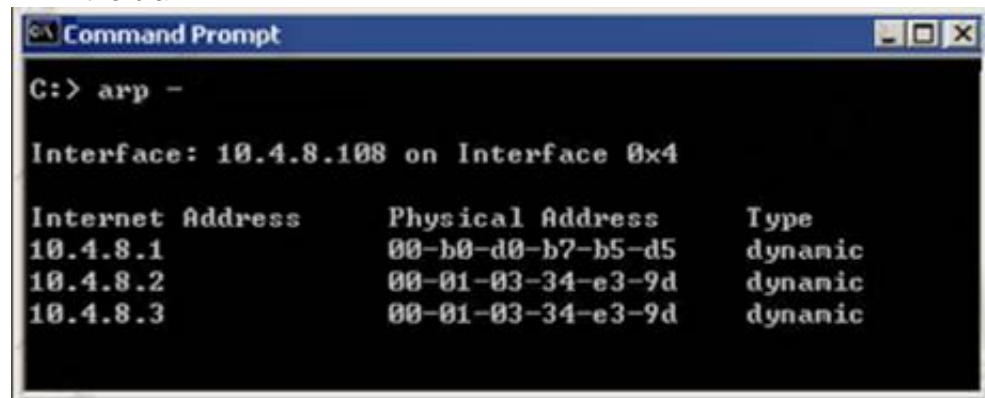 Command Prompt
C:> arp -
Interface: 10.4.8.108 on Interface 0x4
Internet Address Physical Address Type
10.4.8.1 00-b0-d0-b7-b5-d5 dynamic
10.4.8.2 00-01-03-34-e3-9d dynamic
10.4.8.3 00-01-03-34-e3-9d dynamic